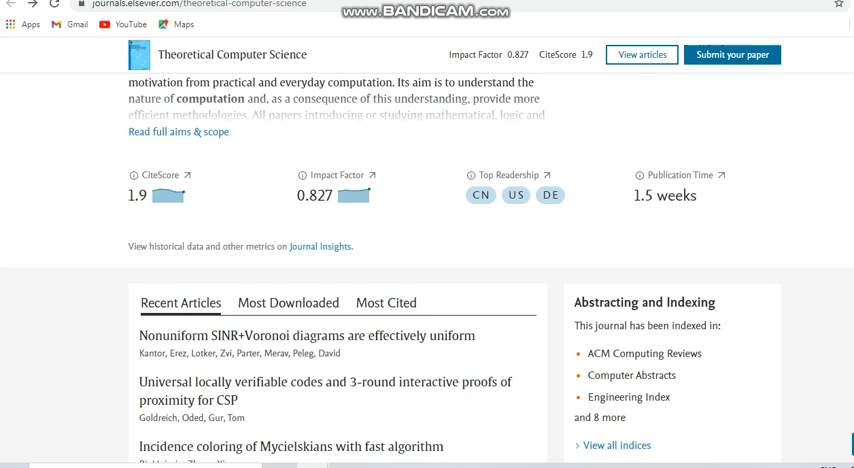 journals.elsevier.com/theoretical-computer-science
www.BANDICAM.com
Apps Gmail YouTube Maps
Theoretical Computer Science Impact Factor 0.827 CiteScore 1.9 View articles Submit your paper
motivation from practical and everyday computation. Its aim is to understand the
nature of computation and, as a consequence of this understanding, provide more
efficient methodologies. All papers introducing or studying mathematical, logic and
Read full aims & scope
CiteScore Impact Factor Top Readership Publication Time
1.9 0.827 CN US DE 1.5 weeks
View historical data and other metrics on Journal Insights.
Recent Articles Most Downloaded Most Cited
Nonuniform SINR+Voronoi diagrams are effectively uniform
Kantor, Erez, Lotker, Zvi, Parter, Merav, Peleg, David
Universal locally verifiable codes and 3-round interactive proofs of
proximity for CSP
Goldreich, Oded, Gur, Tom
Incidence coloring of Mycielskians with fast algorithm
Abstracting and Indexing
This journal has been indexed in:
ACM Computing Reviews
Computer Abstracts
Engineering Index
and 8 more
View all indices